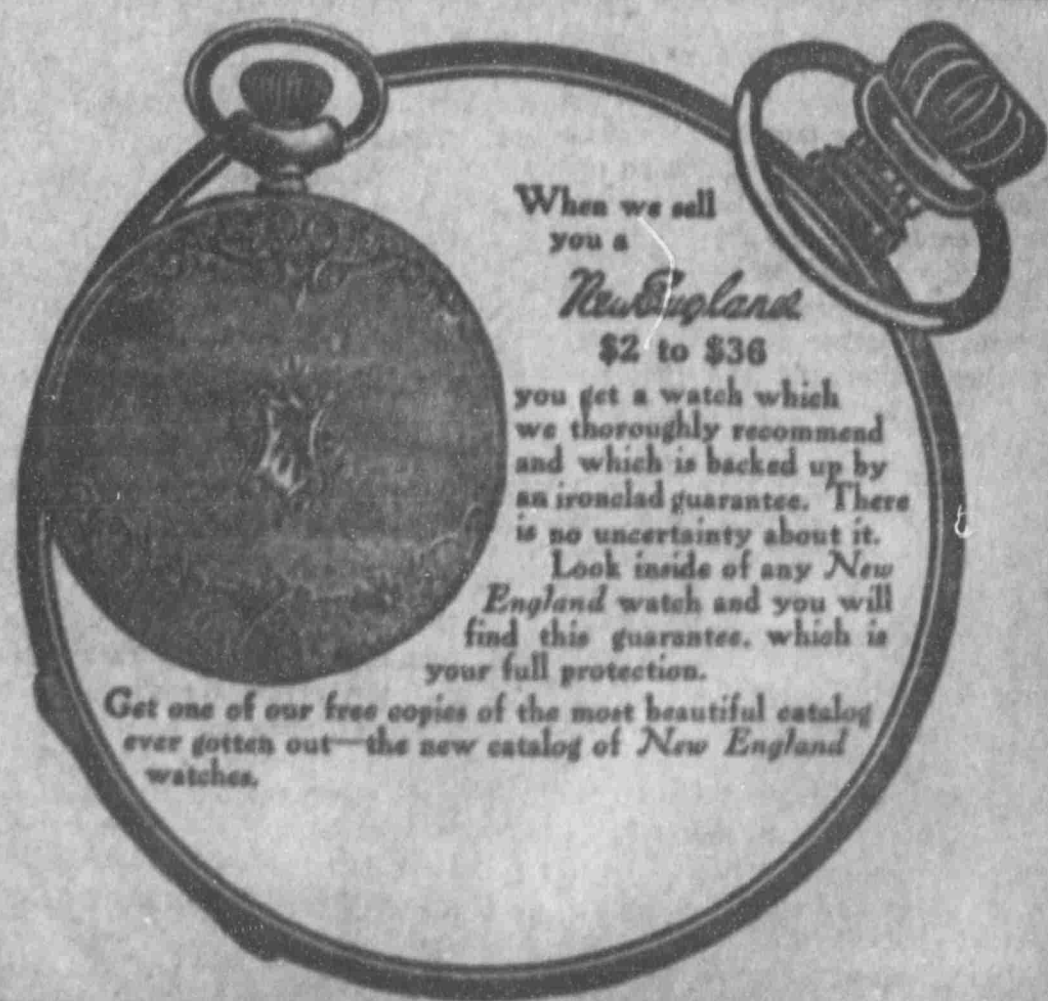 When we sell
you a
New England
$2 to $36
you get a watch which
we thoroughly recommend
and which is backed up by
an ironclad guarantee. There
is no uncertainty about it.
Look inside of any New
England watch and you will
find this guarantee, which is
your full protection.
Get one of our free copies of the most beautiful catalog
ever gotten out—the new catalog of New England
watches.